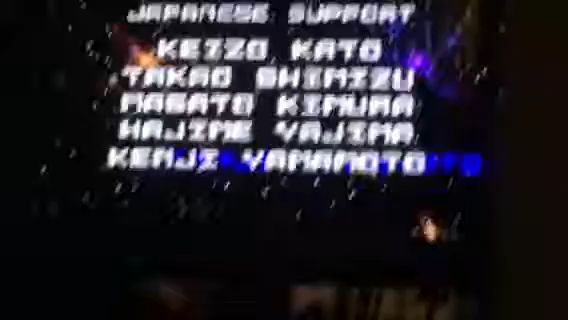 JAPANESE SUPPORT
KEIZO KATO
TAKAO SHIMIZU
MASATO KIMURA
HAJIME YAJIMA
KENJI YAMAMOTO